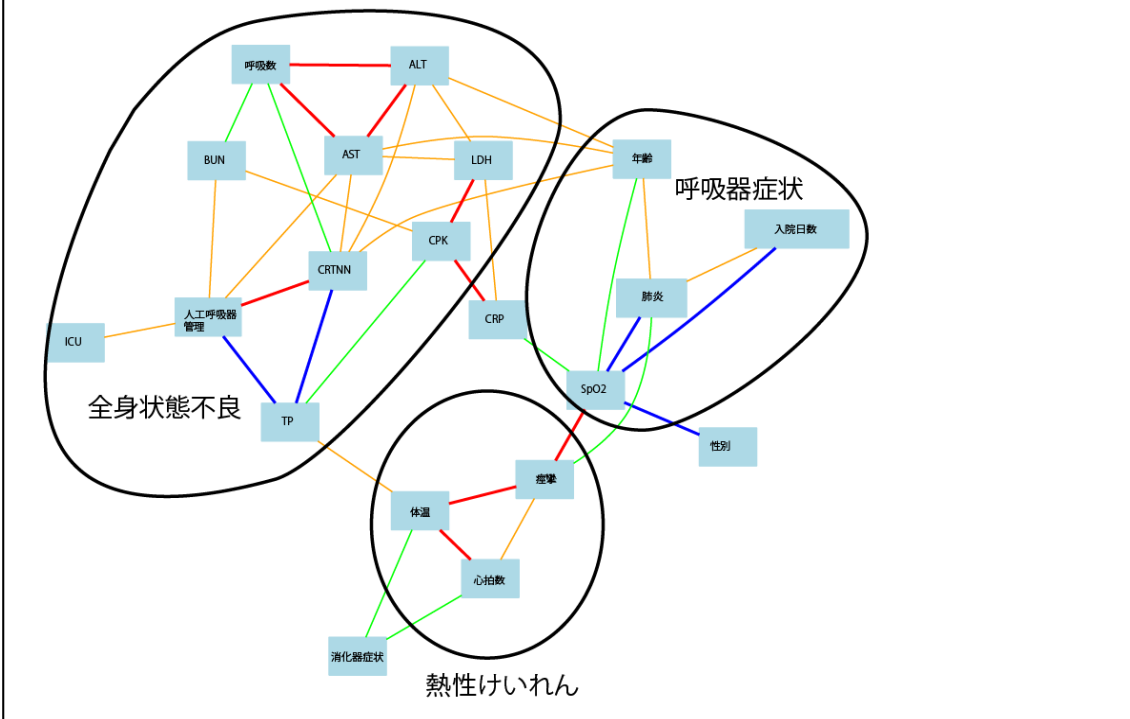 呼吸数
ALT
BUN
AST
LDH
年齢
呼吸器症状
入院日数
CPK
CRTNN
肺炎
人工呼吸器
管理
CRP
ICU
SpO2
全身状態不良
TP
性別
痙攣
体温
心拍数
消化器症状
熱性けいれん